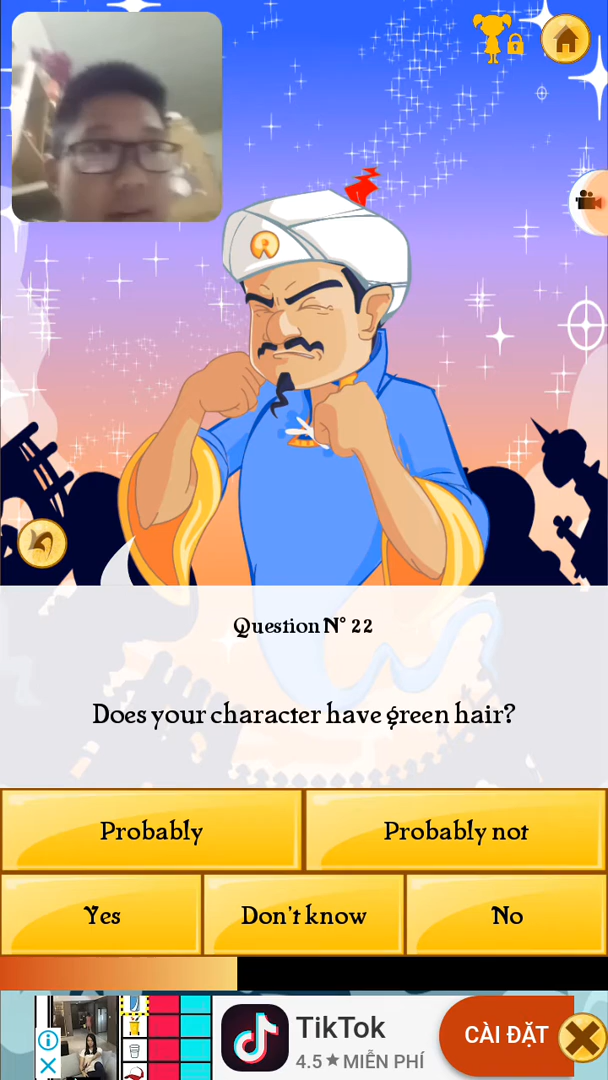 Question N° 22
Does your character have green hair?
Probably
Probably not
Yes
Don't know
No
TikTok
4.5★MIỄN PHÍ
CÀI ĐẶT